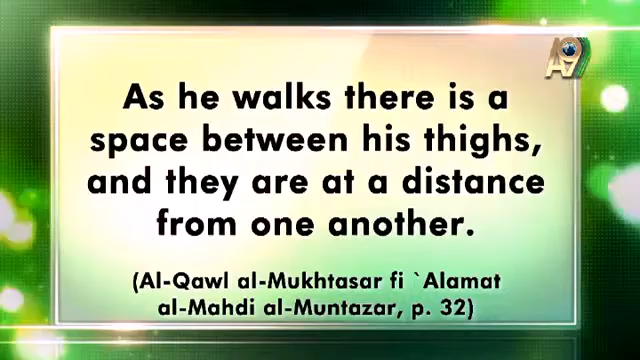 A9
As he walks there is a
space between his thighs,
and they are at a distance
from one another.
(Al-Qawl al-Mukhtasar fi `Alamat
al-Mahdi al-Muntazar, p. 32)